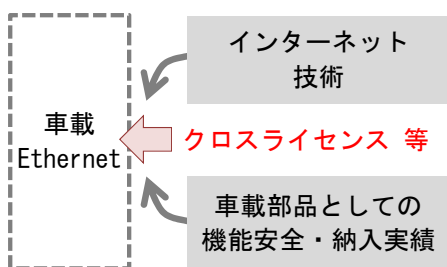 インターネット
技術
車載
Ethernet
クロスライセンス 等
車載部品としての
機能安全・納入実績